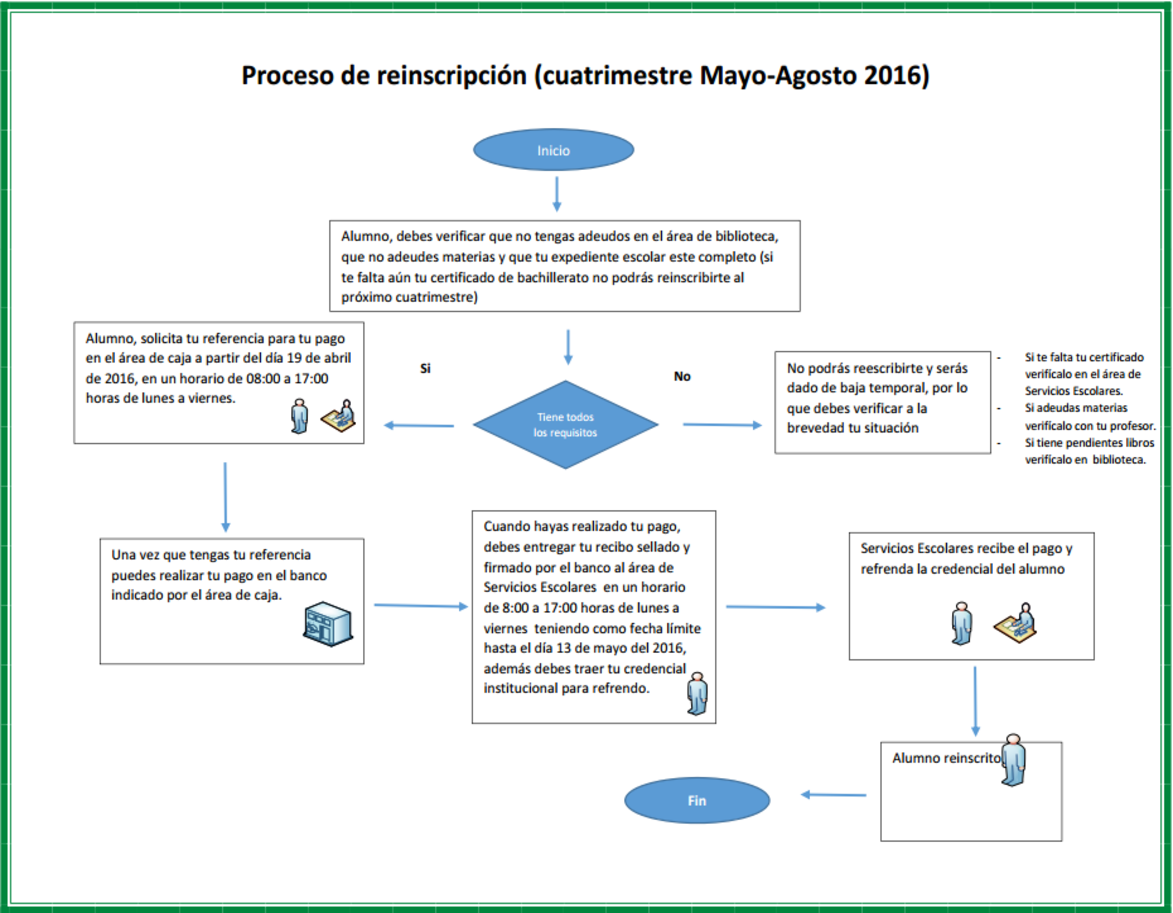 Proceso de reinscripción (cuatrimestre Mayo-Agosto 2016)
Inicio
Alumno, debes verificar que no tengas adeudos en el área de biblioteca,
que no adeudes materias y que tu expediente escolar este completo (si
te falta aún tu certificado de bachillerato no podrás reinscribirte al
próximo cuatrimestre)
Alumno, solicita tu referencia para tu pago
en el área de caja a partir del día 19 de abril
de 2016, en un horario de 08:00 a 17:00
horas de lunes a viernes.
Si
Tiene todos
los requisitos
No
No podrás reescribirte y serás
dado de baja temporal, por lo
que debes verificar a la
brevedad tu situación
- Si te falta tu certificado
verifícalo en el área de
Servicios Escolares.
- Si adeudas materias
verifícalo con tu profesor.
- Si tiene pendientes libros
verifícalo en biblioteca.
Una vez que tengas tu referencia
puedes realizar tu pago en el banco
indicado por el área de caja.
Cuando hayas realizado tu pago,
debes entregar tu recibo sellado y
firmado por el banco al área de
Servicios Escolares en un horario
de 8:00 a 17:00 horas de lunes a
viernes teniendo como fecha límite
hasta el día 13 de mayo del 2016,
además debes traer tu credencial
institucional para refrendo.
Servicios Escolares recibe el pago y
refrenda la credencial del alumno
Alumno reinscrito
Fin